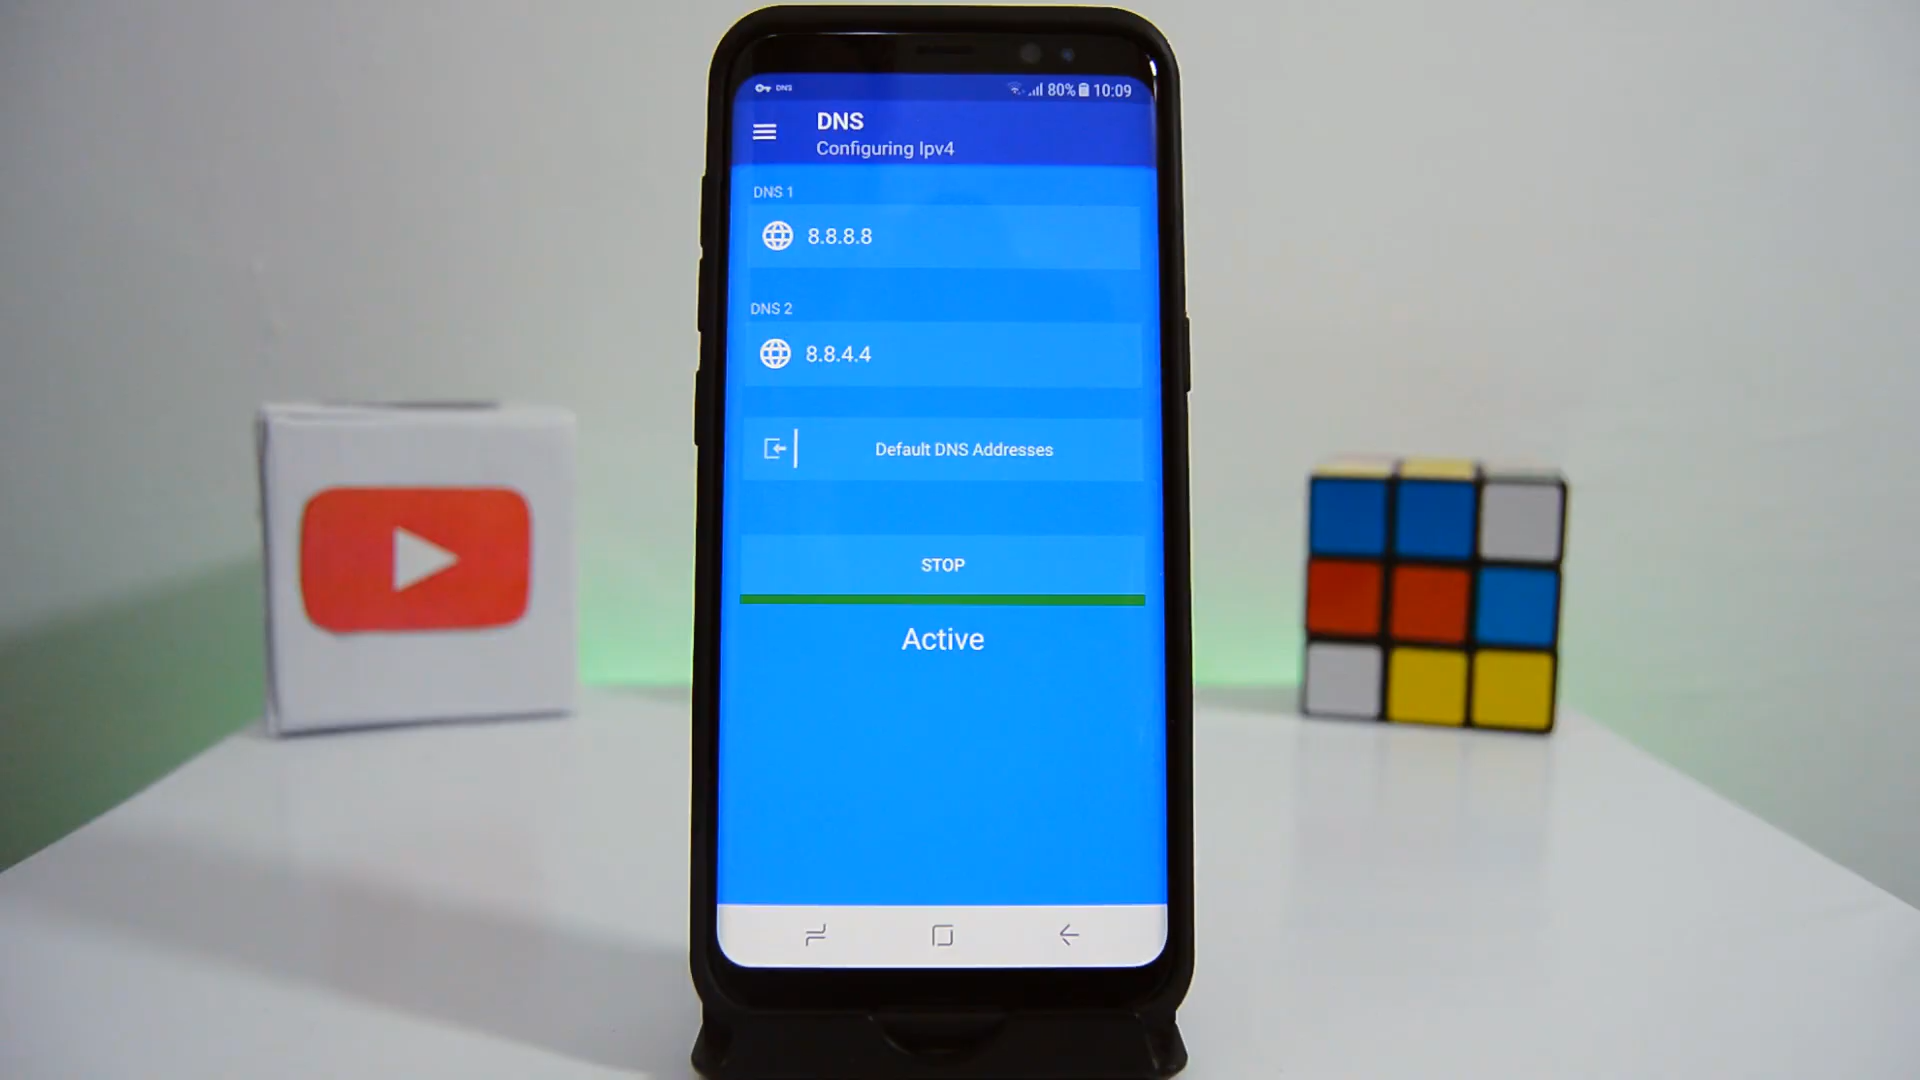 DNS 80% 10:09
DNS
Configuring Ipv4
DNS 1
8.8.8.8
DNS 2
8.8.4.4
Default DNS Addresses
STOP
Active